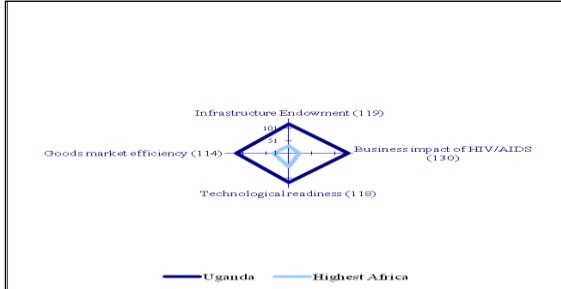 Infrastructure Endowment (119)
101
51
Goods market efficiency (114)
1
Business impact of HIV/AIDS
(130)
Technological readiness (118)
Uganda
Highest Africa